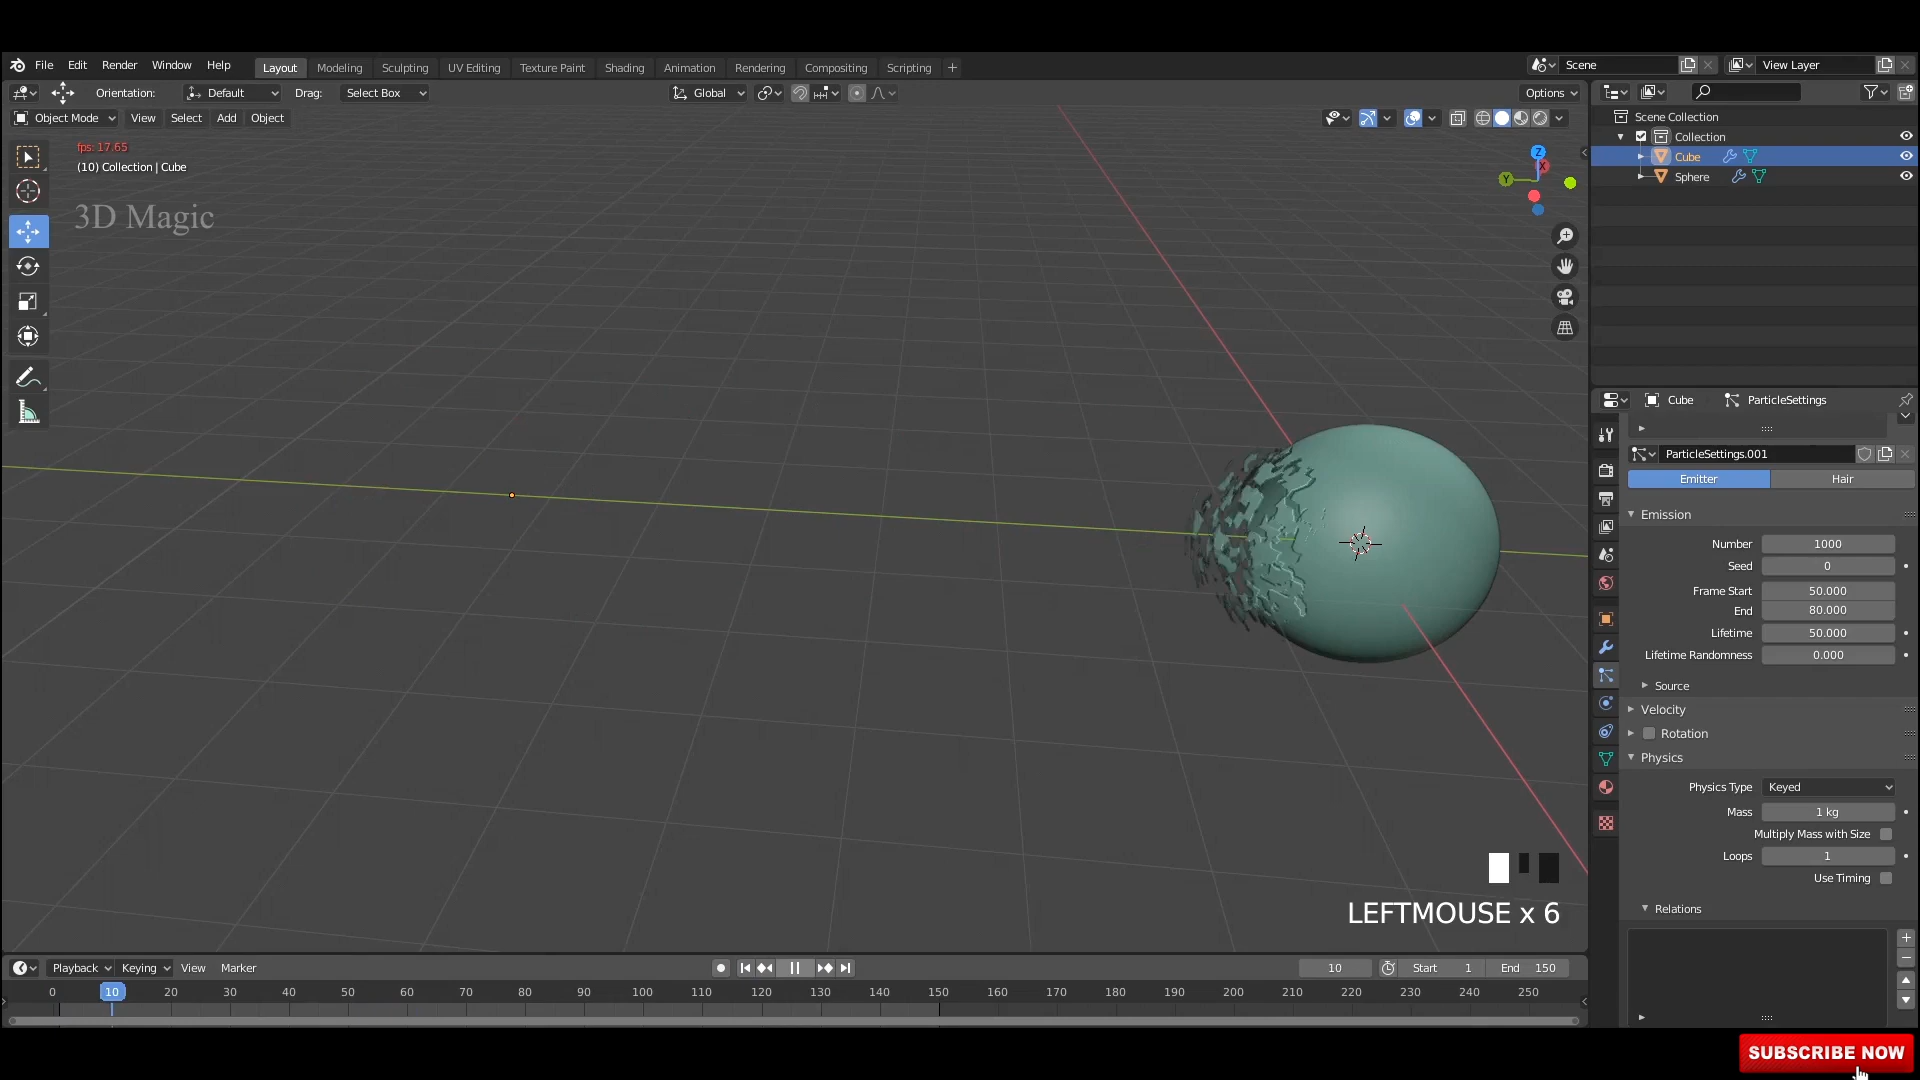 File Edit Render Window Help Layout Modeling Sculpting UV Editing Texture Paint Shading Animation Rendering Compositing Scripting + Scene View Layer
Orientation: Default Drag: Select Box Global Options
Object Mode View Select Add Object
Scene Collection
Collection
Cube
Sphere
fps: 17.65
(10) Collection | Cube
3D Magic
Z
X
Y
Cube ParticleSettings
ParticleSettings.001
Emitter Hair
Emission
Number 1000
Seed 0
Frame Start 50.000
End 80.000
Lifetime 50.000
Lifetime Randomness 0.000
Source
Velocity
Rotation
Physics
Physics Type Keyed
Mass 1 kg
Multiply Mass with Size
Loops 1
Use Timing
Relations
LEFTMOUSE x 6
Playback Keying View Marker 10 Start 1 End 150
0 10 20 30 40 50 60 70 80 90 100 110 120 130 140 150 160 170 180 190 200 210 220 230 240 250
SUBSCRIBE NOW